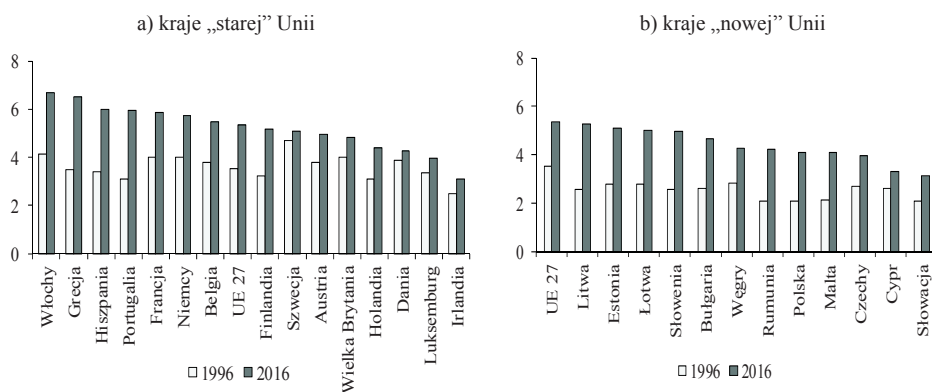 a) kraje „starej” Unii
8
6
4
2
0
Włochy
Grecja
Hiszpania
Portugalia
Francja
Niemcy
Belgia
UE 27
Finlandia
Szwecja
Austria
Wielka Brytania
Holandia
Dania
Luksemburg
Irlandia
1996 2016
b) kraje „nowej” Unii
8
6
4
2
0
UE 27
Litwa
Estonia
Łotwa
Słowenia
Bułgaria
Węgry
Rumunia
Polska
Malta
Czechy
Cypr
Słowacja
1996 2016